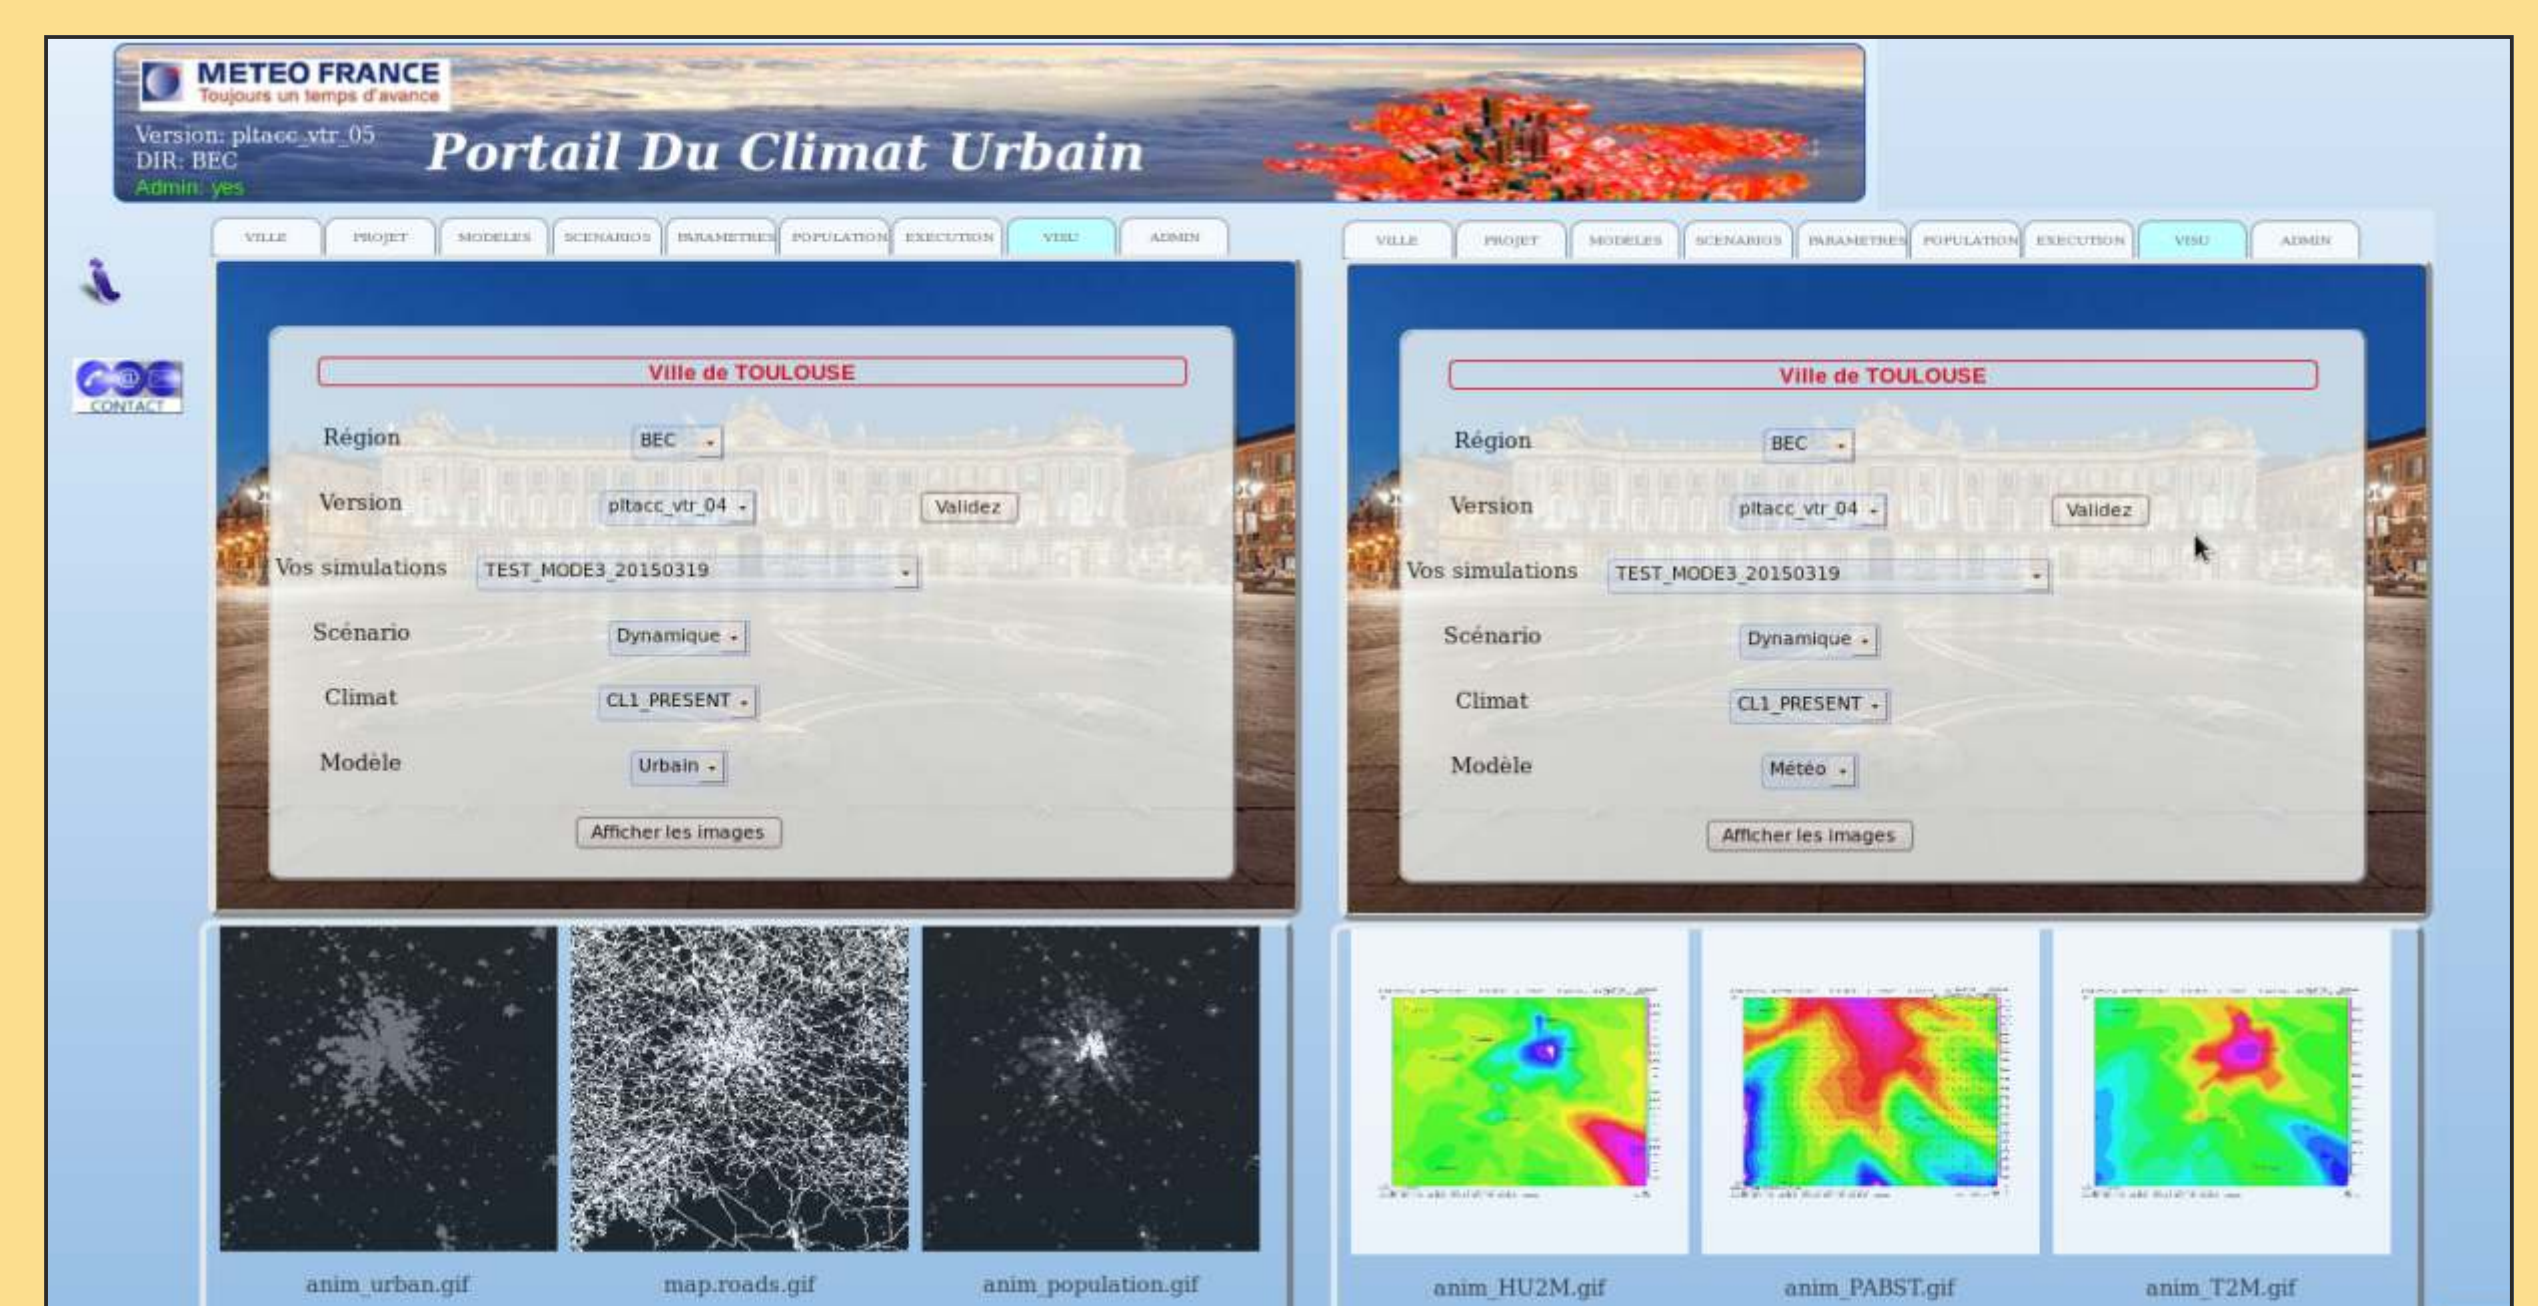 METEO FRANCE
Toujours un temps d'avance
Version: pltacc_vtr_05
DIR: BEC
Admin: yes
Portail Du Climat Urbain
VILLE PROJET MODELES SCENARIOS PARAMETRES POPULATION EXECUTION VISU ADMIN
CONTACT
Ville de TOULOUSE
Région BEC
Version pltacc_vtr_04 Validez
Vos simulations TEST_MODE3_20150319
Scénario Dynamique
Climat CL1_PRESENT
Modèle Urbain
Afficher les images
anim_urban.gif map.roads.gif anim_population.gif
VILLE PROJET MODELES SCENARIOS PARAMETRES POPULATION EXECUTION VISU ADMIN
Ville de TOULOUSE
Région BEC
Version pltacc_vtr_04 Validez
Vos simulations TEST_MODE3_20150319
Scénario Dynamique
Climat CL1_PRESENT
Modèle Météo
Afficher les images
anim_HU2M.gif anim_PABST.gif anim_T2M.gif